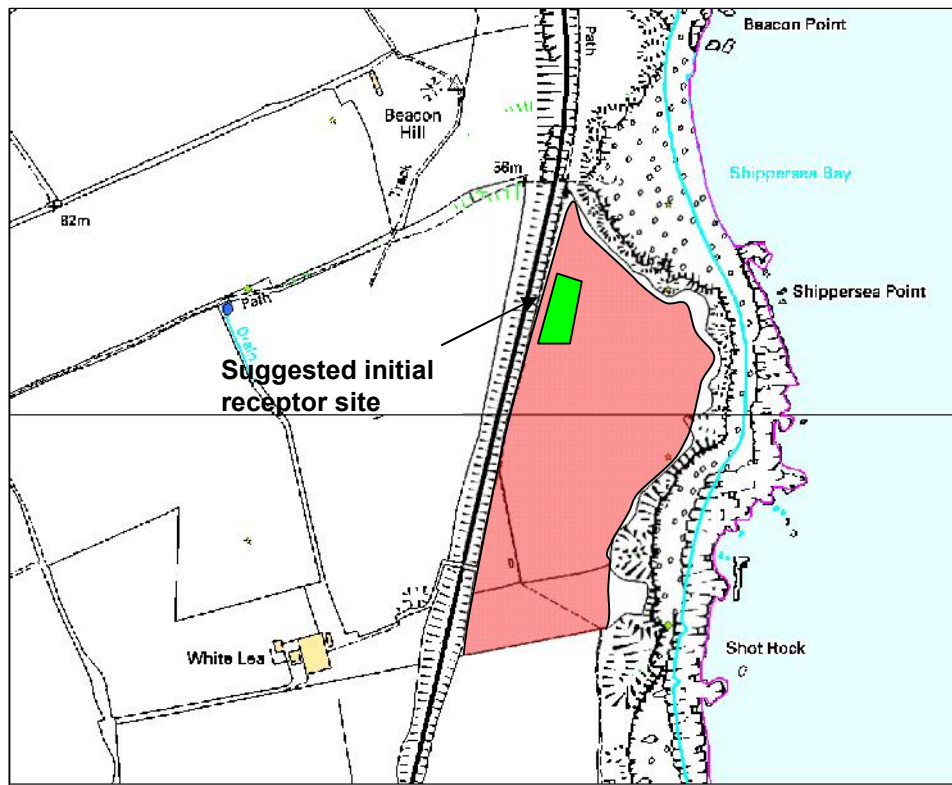 Beacon Point
Path
Beacon
Hill
Track
56m
Shippersea Bay
82m
Path
Shippersea Point
Drain
Suggested initial
receptor site
White Lea
Shot Rock